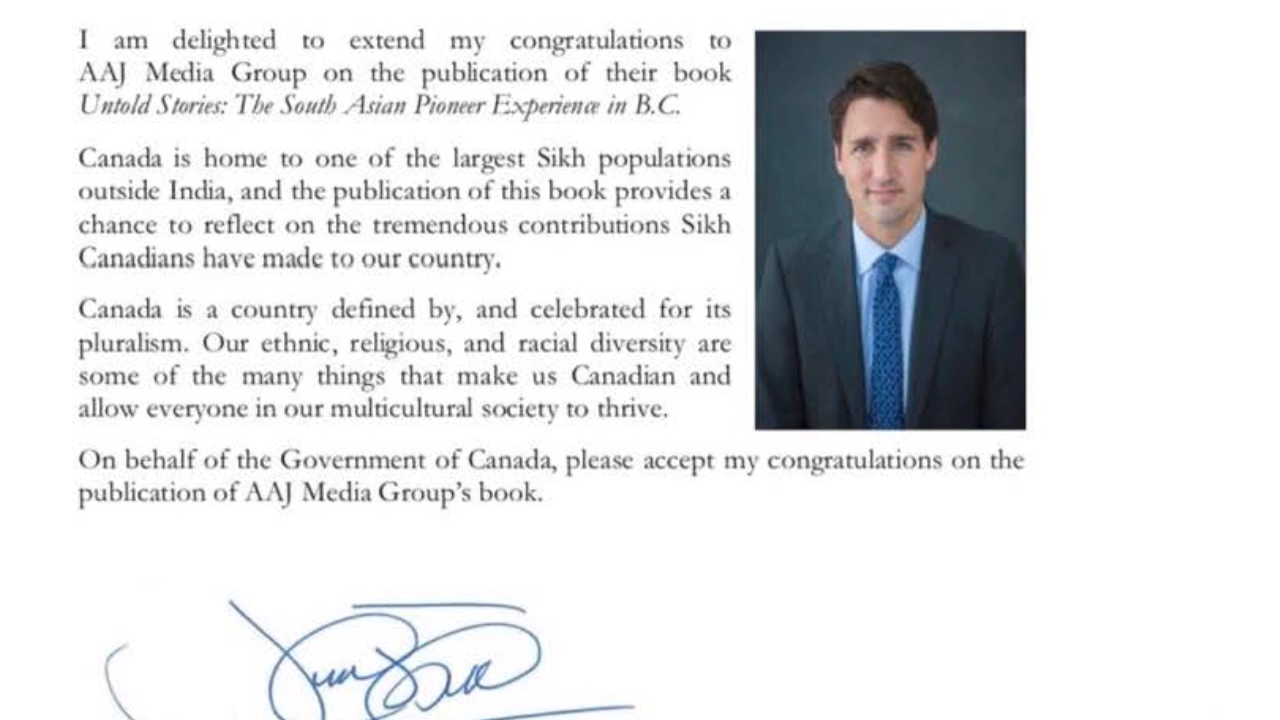 I am delighted to extend my congratulations to
AAJ Media Group on the publication of their book
Untold Stories: The South Asian Pioneer Experience in B.C.
Canada is home to one of the largest Sikh populations
outside India, and the publication of this book provides a
chance to reflect on the tremendous contributions Sikh
Canadians have made to our country.
Canada is a country defined by, and celebrated for its
pluralism. Our ethnic, religious, and racial diversity are
some of the many things that make us Canadian and
allow everyone in our multicultural society to thrive.
On behalf of the Government of Canada, please accept my congratulations on the
publication of AAJ Media Group's book.